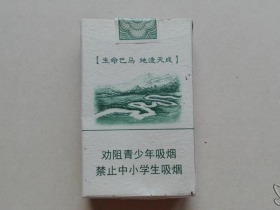 【生命巴马 地造天成】
劝阻青少年吸烟
禁止中小学生吸烟